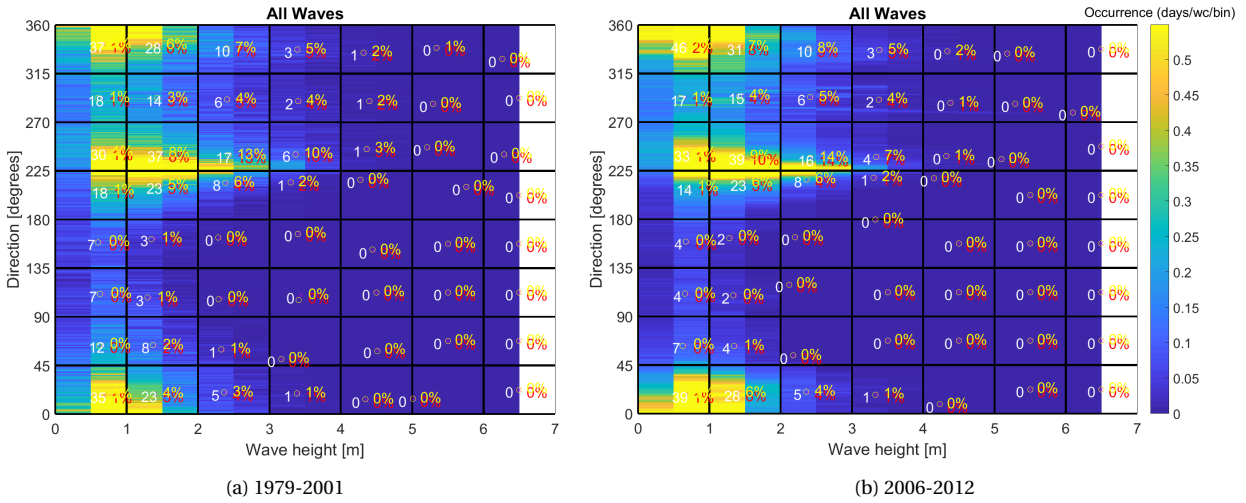 All Waves
All Waves
Occurrence (days/wc/bin)
360
37 1% 28 6% 10 7% 3 5% 1 2% 0 1% 0 0%
46 2% 31 7% 10 8% 3 5% 4% 0 2% 0 0% 0 0%
315
18 1% 14 3% 6 4% 2 4% 1 2% 0 0% 0 0%
17 1% 15 4% 6 5% 2 4% 0 1% 0 0% 0 0%
270
1% 37 8% 17 13% 6 10% 0 3% 0 0% 0 0%
33 1% 39 10% 16 14% 4 7% 0 1% 0 0% 0 0%
225
18 1% 23 5% 8 6% 1 2% 0 0% 0 0% 0 0%
14 1% 23 9% 8 6% 1 2% 0 0% 0 0% 0 0%
180
7 0% 3 1% 0 0% 0 0% 0 0% 0 0% 0 0%
4 0% 2 0% 0 0% 0 0% 0 0% 0 0% 0 0%
135
7 0% 3 1% 0 0% 0 0% 0 0% 0 0% 0 0%
4 0% 2 0% 0 0% 0 0% 0 0% 0 0% 0 0%
90
12 0% 8 2% 1 1% 0 0% 0 0% 0 0% 0 0%
7 0% 4 1% 0 0% 0 0% 0 0% 0 0% 0 0%
45
35 1% 23 4% 5 3% 1 1% 0 0% 0 0% 0 0%
39 1% 28 6% 5 4% 1 1% 0 0% 0 0% 0 0%
0
0 1 2 3 4 5 6 7
Wave height [m]
Direction [degrees]
(a) 1979-2001
360
315
270
225
180
135
90
45
0
0 1 2 3 4 5 6 7
Wave height [m]
Direction [degrees]
(b) 2006-2012
0.5
0.45
0.4
0.35
0.3
0.25
0.2
0.15
0.1
0.05
0